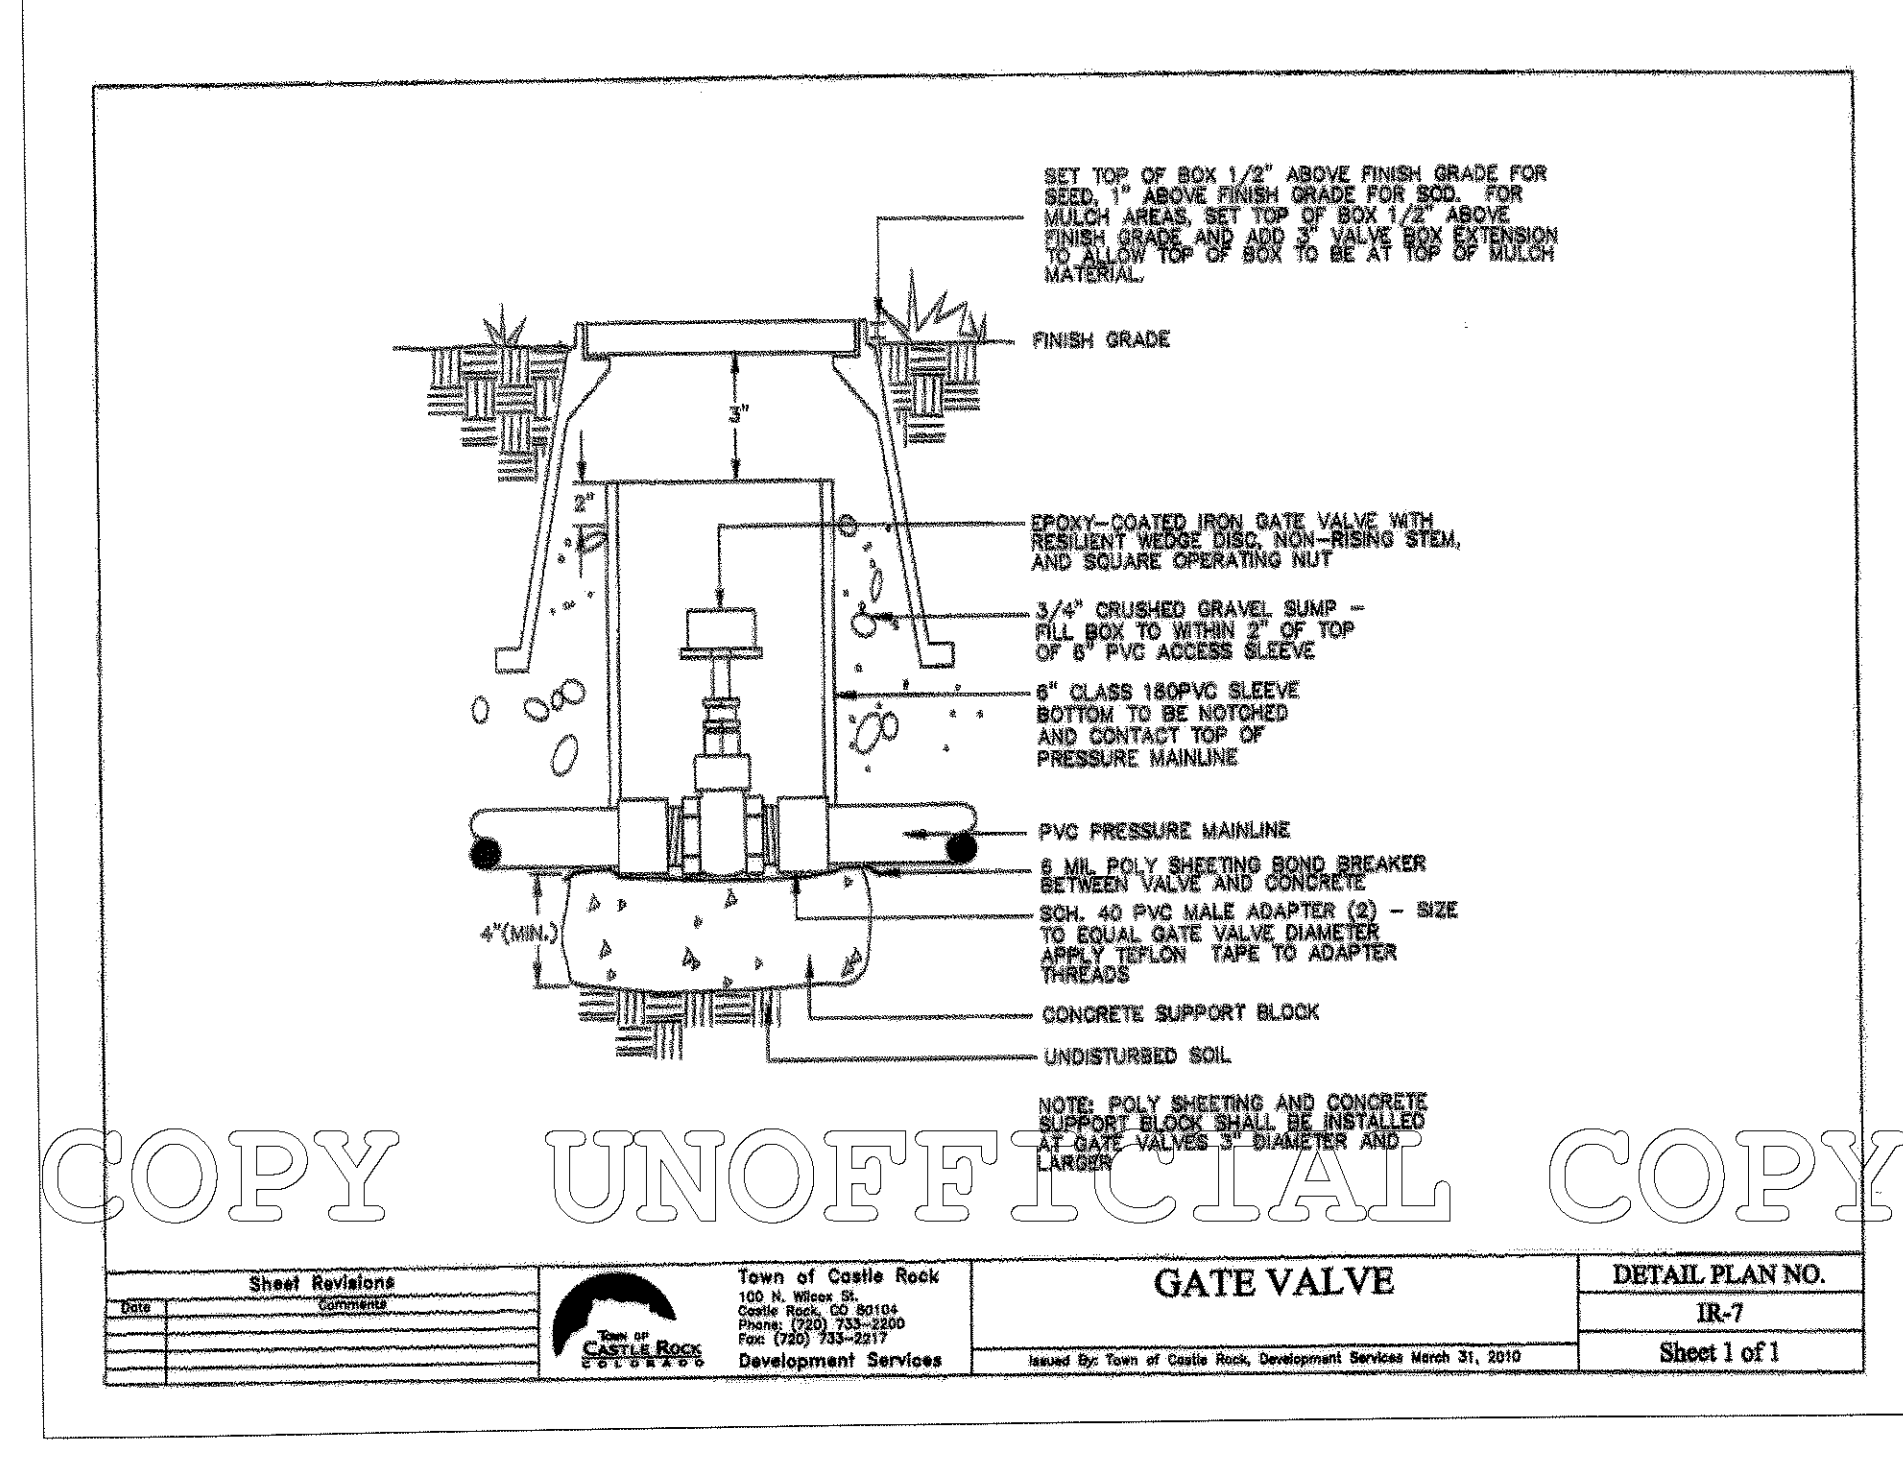 SET TOP OF BOX 1/2" ABOVE FINISH GRADE FOR
SEED, 1" ABOVE FINISH GRADE FOR SOD. FOR
MULCH AREAS, SET TOP OF BOX 1/2" ABOVE
FINISH GRADE AND ADD 3" VALVE BOX EXTENSION
TO ALLOW TOP OF BOX TO BE AT TOP OF MULCH
MATERIAL.
FINISH GRADE
3"
2"
EPOXY-COATED IRON GATE VALVE WITH
RESILIENT WEDGE DISC, NON-RISING STEM,
AND SQUARE OPERATING NUT
3/4" CRUSHED GRAVEL SUMP -
FILL BOX TO WITHIN 2" OF TOP
OF 6" PVC ACCESS SLEEVE
6" CLASS 160PVC SLEEVE
BOTTOM TO BE NOTCHED
AND CONTACT TOP OF
PRESSURE MAINLINE
PVC PRESSURE MAINLINE
6 MIL POLY SHEETING BOND BREAKER
BETWEEN VALVE AND CONCRETE
4"(MIN.)
SCH. 40 PVC MALE ADAPTER (2) - SIZE
TO EQUAL GATE VALVE DIAMETER
APPLY TEFLON TAPE TO ADAPTER
THREADS
CONCRETE SUPPORT BLOCK
UNDISTURBED SOIL
NOTE: POLY SHEETING AND CONCRETE
SUPPORT BLOCK SHALL BE INSTALLED
AT GATE VALVES 3" DIAMETER AND
LARGER
COPY UNOFFICIAL COPY
Sheet Revisions
Date Comments
TOWN OF
CASTLE ROCK
COLORADO
Town of Castle Rock
100 N. Wilcox St.
Castle Rock, CO 80104
Phone: (720) 733-2200
Fax: (720) 733-2217
Development Services
GATE VALVE
Issued By: Town of Castle Rock, Development Services March 31, 2010
DETAIL PLAN NO.
IR-7
Sheet 1 of 1